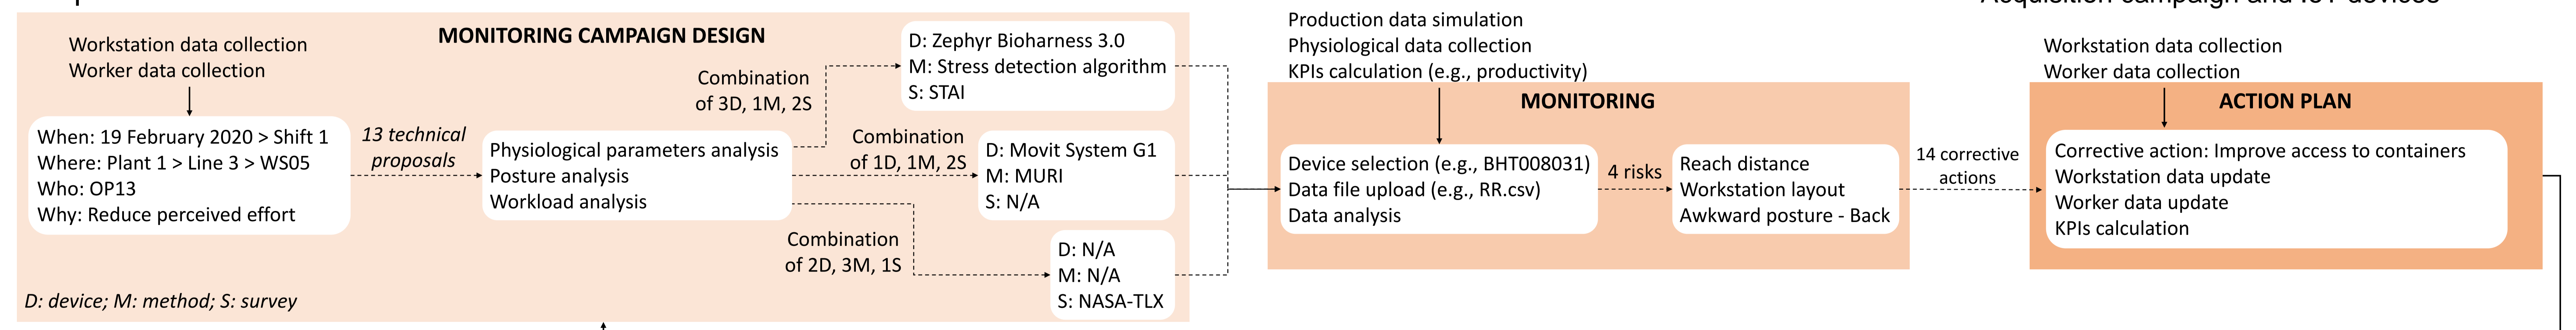 MONITORING CAMPAIGN DESIGN
Workstation data collection
Worker data collection
When: 19 February 2020 > Shift 1
Where: Plant 1 > Line 3 > WS05
Who: OP13
Why: Reduce perceived effort
13 technical
proposals
Physiological parameters analysis
Posture analysis
Workload analysis
Combination
of 3D, 1M, 2S
D: Zephyr Bioharness 3.0
M: Stress detection algorithm
S: STAI
Combination
of 1D, 1M, 2S
D: Movit System G1
M: MURI
S: N/A
Combination
of 2D, 3M, 1S
D: N/A
M: N/A
S: NASA-TLX
D: device; M: method; S: survey
Production data simulation
Physiological data collection
KPIs calculation (e.g., productivity)
MONITORING
Device selection (e.g., BHT008031)
Data file upload (e.g., RR.csv)
Data analysis
4 risks
Reach distance
Workstation layout
Awkward posture - Back
14 corrective
actions
Workstation data collection
Worker data collection
ACTION PLAN
Corrective action: Improve access to containers
Workstation data update
Worker data update
KPIs calculation